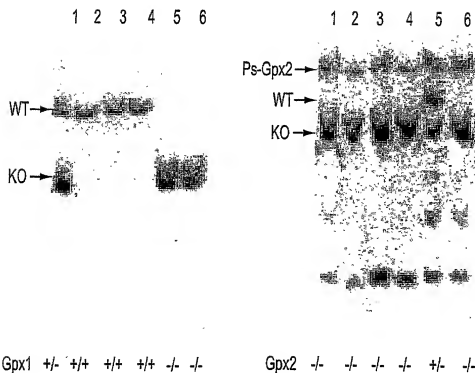 1 2 3 4 5 6
WT
KO
Gpx1 +/- +/+ +/+ +/+ -/- -/-
1 2 3 4 5 6
Ps-Gpx2
WT
KO
Gpx2 -/- -/- -/- -/- +/- -/-